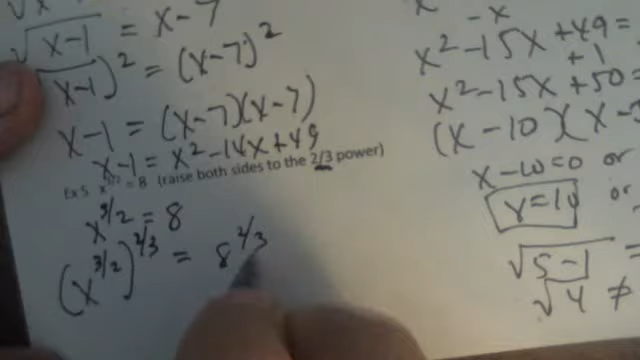 √x
√x-1 = x-7
√x-1)² = (x-7)²
x-1 = (x-7)(x-7)
x-1 = x²-14x+49
Ex 5 x^3/2 = 8 (raise both sides to the 2/3 power)
x^3/2 = 8
(x^3/2)^2/3 = 8^2/3
x
-x
x²-15x+49 =
+1
x²-15x+50 =
(x-10)(x-
x-10=0 or
x=10 or
√5-1 =
√4 ≠